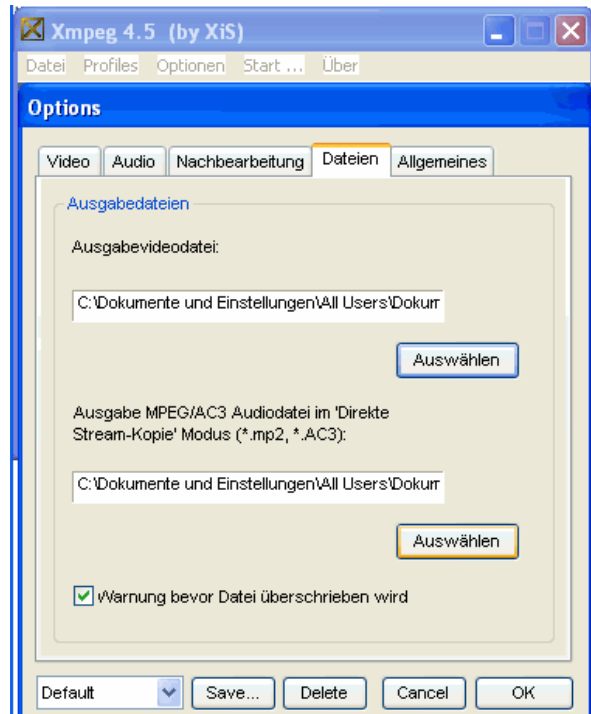 Xmpeg 4.5 (by XiS)
Datei Profiles Optionen Start ... Über
Options
Video Audio Nachbearbeitung Dateien Allgemeines
Ausgabedateien
Ausgabevideodatei:
C:\Dokumente und Einstellungen\All Users\Dokum
Auswählen
Ausgabe MPEG/AC3 Audiodatei im 'Direkte
Stream-Kopie' Modus (*.mp2, *.AC3):
C:\Dokumente und Einstellungen\All Users\Dokum
Auswählen
Warnung bevor Datei überschrieben wird
Default Save... Delete Cancel OK